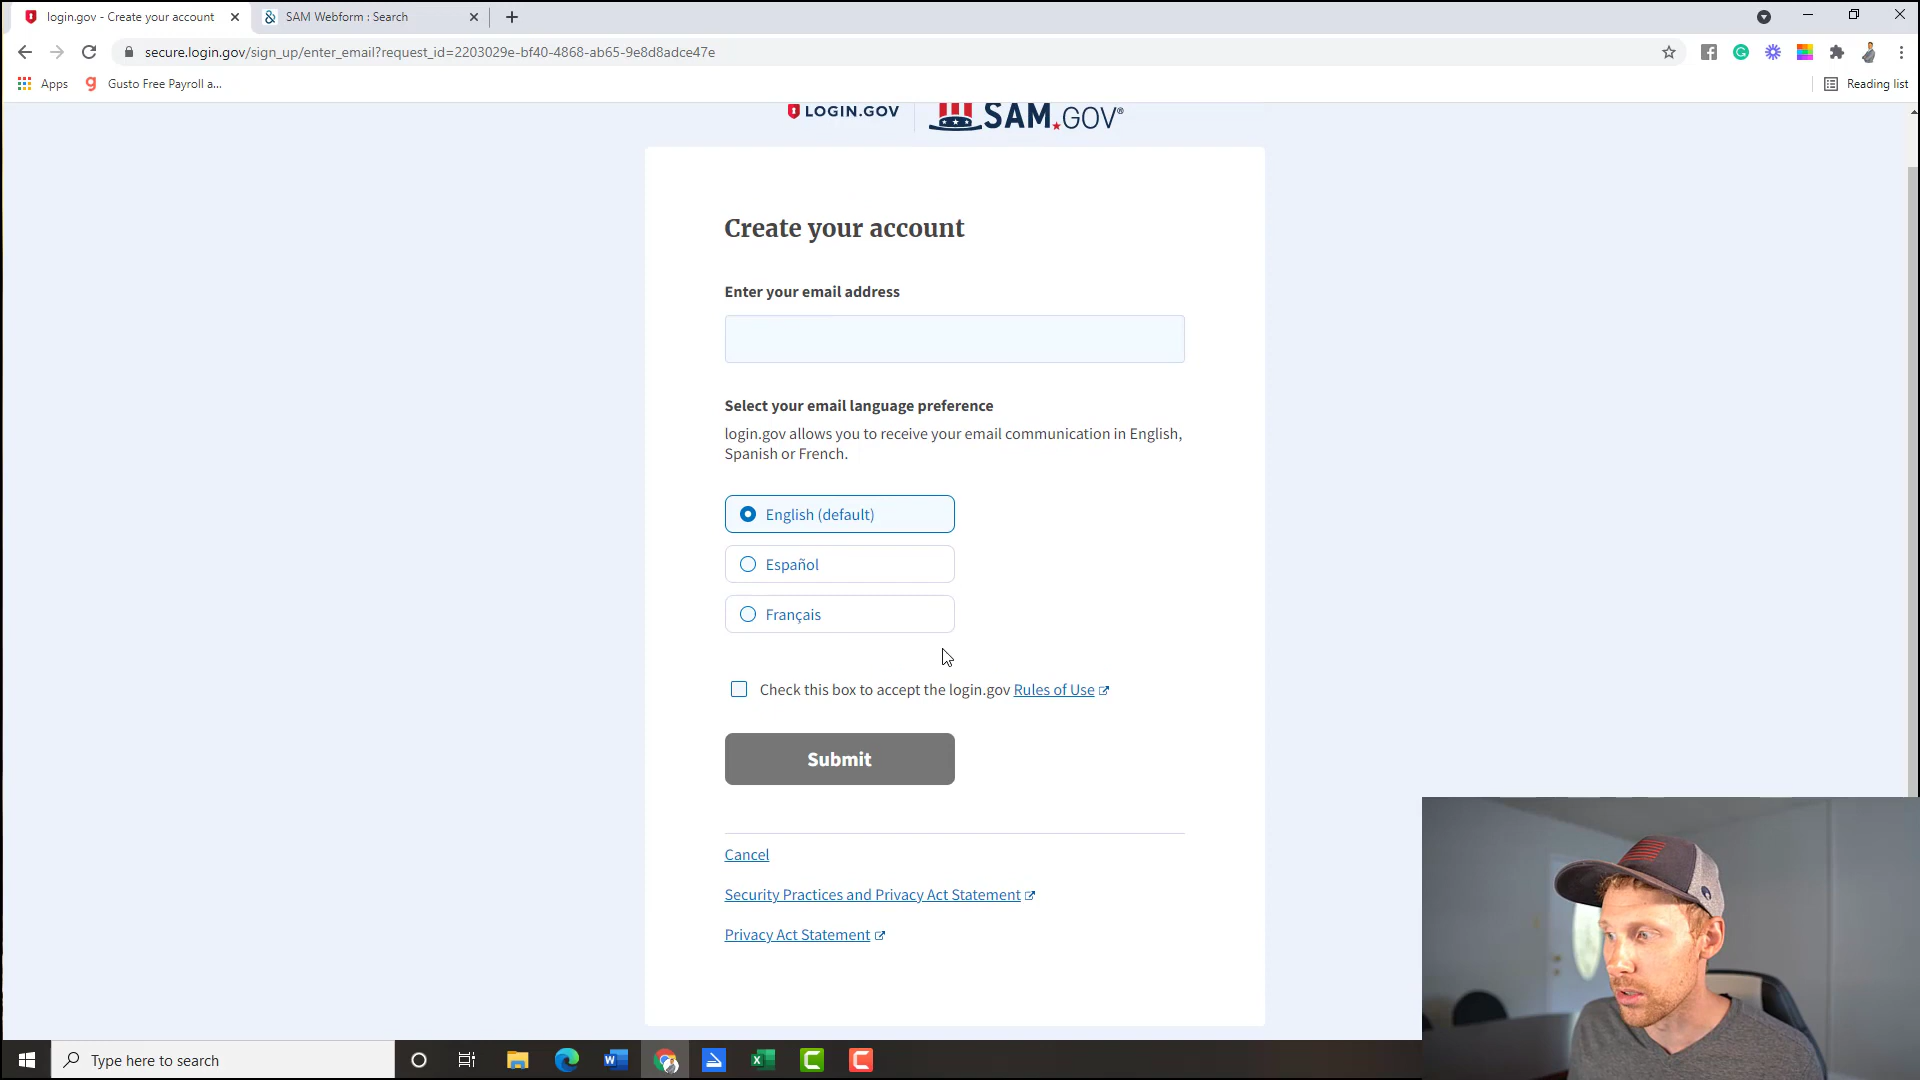 login.gov - Create your account
SAM Webform : Search
secure.login.gov/sign_up/enter_email?request_id=2203029e-bf40-4868-ab65-9e8d8adce47e
Apps
Gusto Free Payroll a...
Reading list
LOGIN.GOV
SAM.GOV®
Create your account
Enter your email address
Select your email language preference
login.gov allows you to receive your email communication in English,
Spanish or French.
English (default)
Español
Français
Check this box to accept the login.gov Rules of Use
Submit
Cancel
Security Practices and Privacy Act Statement
Privacy Act Statement
Type here to search